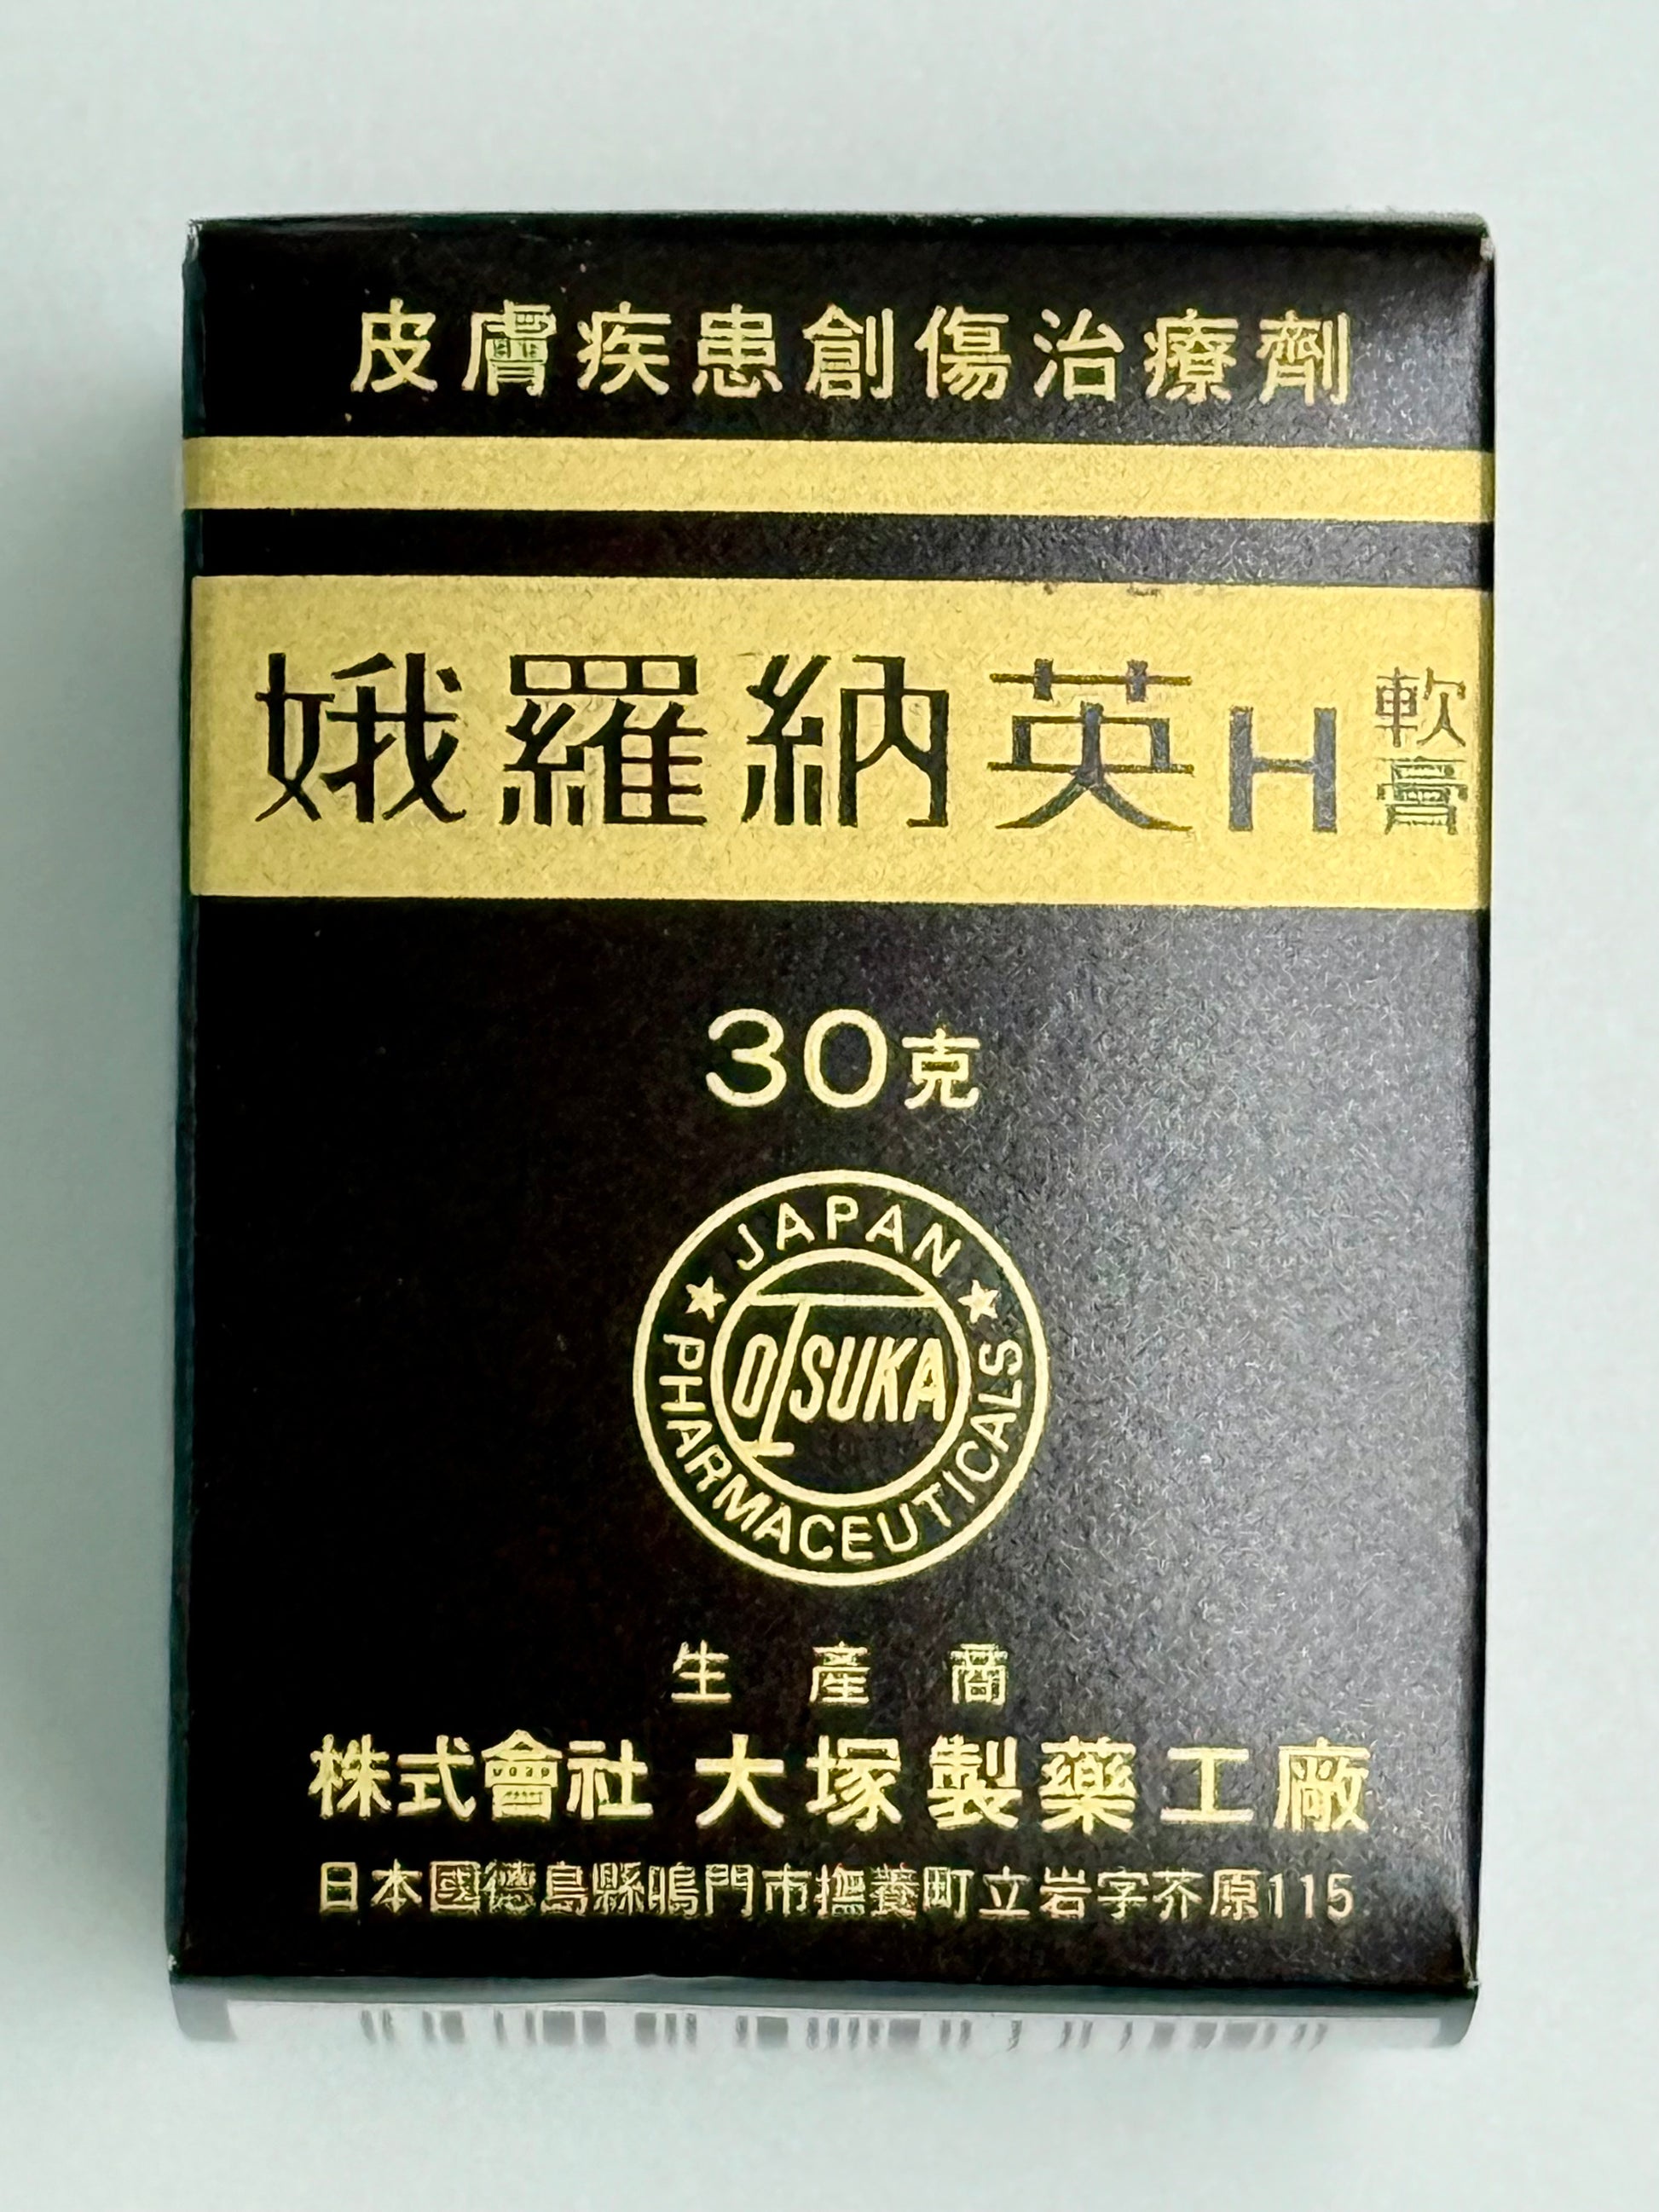 皮膚疾患創傷治療劑
娥羅納英H軟膏
30克
JAPAN
OTSUKA
PHARMACEUTICALS
生產商
株式會社 大塚製藥工廠
日本國德島縣鳴門市撫養町立岩字芥原115